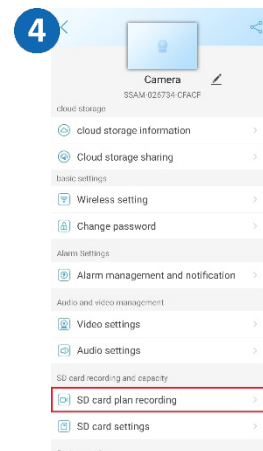 4
Camera
SSAM-026734-CFACF
cloud storage
cloud storage information
Cloud storage sharing
basic settings
Wireless setting
Change password
Alarm Settings
Alarm management and notification
Audio and video management
Video settings
Audio settings
SD card recording and capacity
SD card plan recording
SD card settings